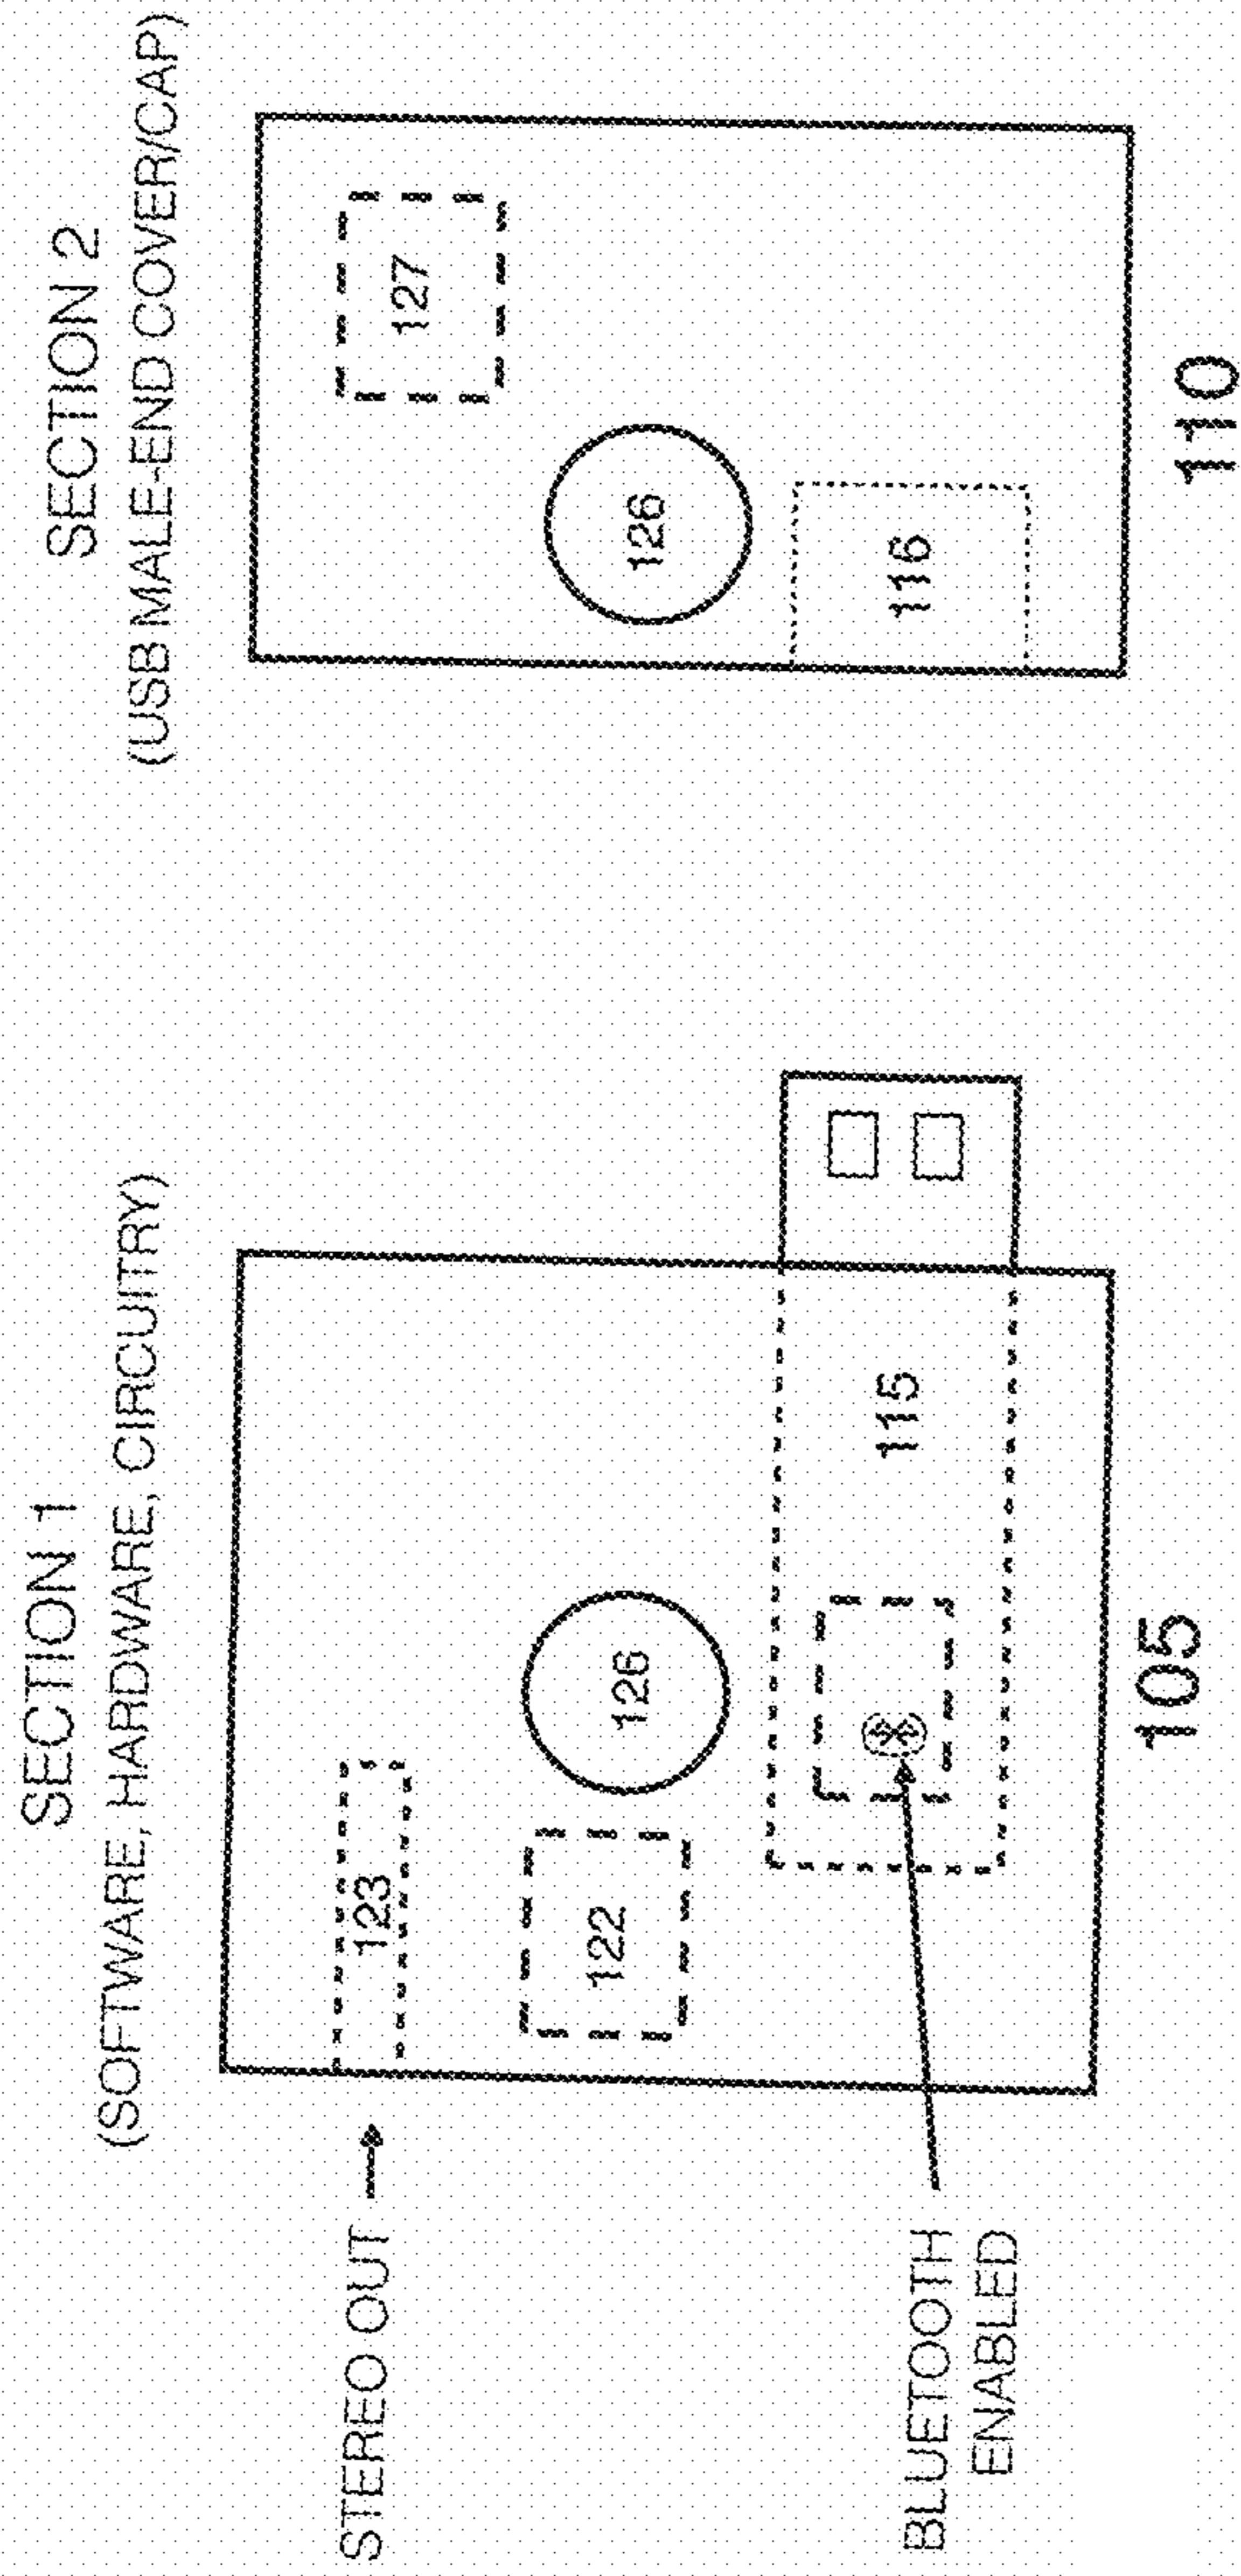 SECTION 1
(SOFTWARE, HARDWARE, CIRCUITRY)
STEREO OUT
123
122
126
115
BLUETOOTH
ENABLED
105
SECTION 2
(USB MALE-END COVER/CAP)
127
126
116
110